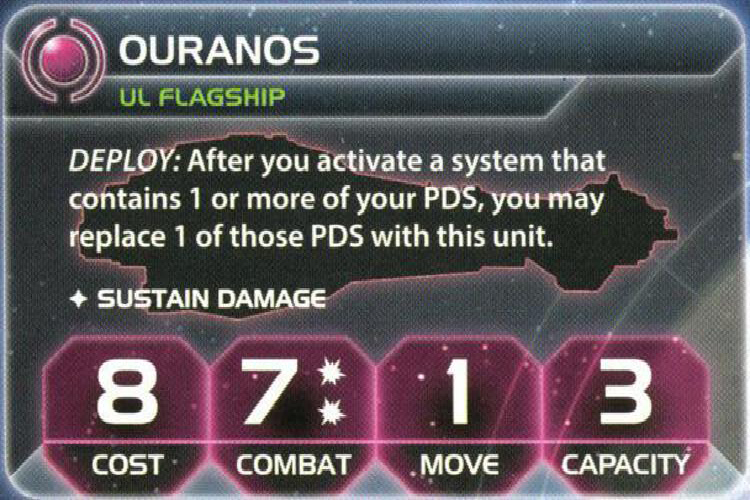 OURANOS
UL FLAGSHIP
DEPLOY: After you activate a system that
contains 1 or more of your PDS, you may
replace 1 of those PDS with this unit.
SUSTAIN DAMAGE
8 7 1 3
COST COMBAT MOVE CAPACITY